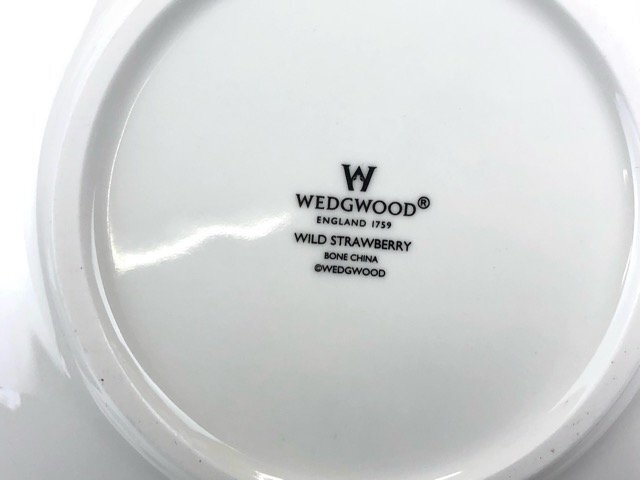 W
WEDGWOOD®
ENGLAND 1759
WILD STRAWBERRY
BONE CHINA
©WEDGWOOD